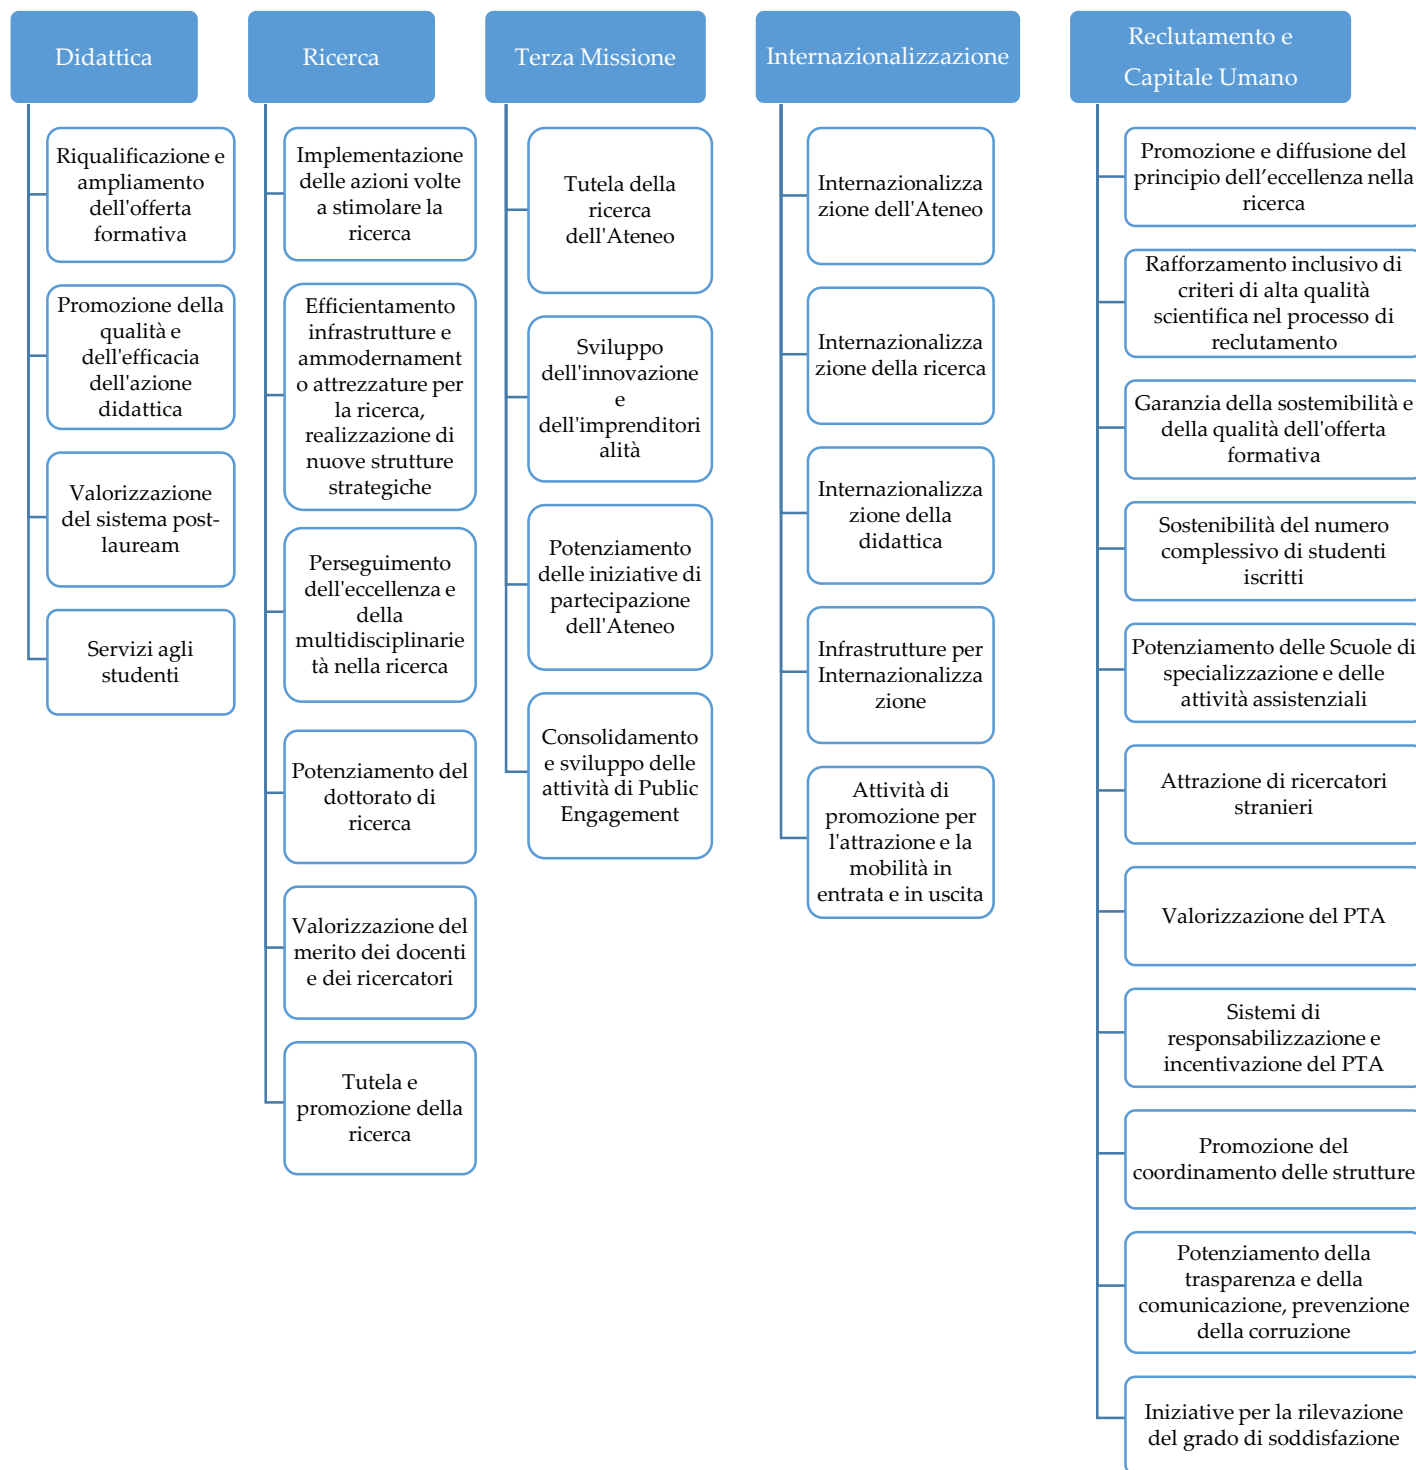 Didattica
Riqualificazione e
ampliamento
dell'offerta
formativa
Promozione della
qualità e
dell'efficacia
dell'azione
didattica
Valorizzazione
del sistema post-
lauream
Servizi agli
studenti
Ricerca
Implementazione
delle azioni volte
a stimolare la
ricerca
Efficientamento
infrastrutture e
ammodernament
o attrezzature per
la ricerca,
realizzazione di
nuove strutture
strategiche
Perseguimento
dell'eccellenza e
della
multidisciplinarie
tà nella ricerca
Potenziamento del
dottorato di
ricerca
Valorizzazione del
merito dei docenti
e dei ricercatori
Tutela e
promozione della
ricerca
Terza Missione
Tutela della
ricerca
dell'Ateneo
Sviluppo
dell'innovazione
e
dell'imprenditori
alità
Potenziamento
delle iniziative di
partecipazione
dell'Ateneo
Consolidamento
e sviluppo delle
attività di Public
Engagement
Internazionalizzazione
Internazionalizza
zione dell'Ateneo
Internazionalizza
zione della ricerca
Internazionalizza
zione della
didattica
Infrastrutture per
Internazionalizza
zione
Attività di
promozione per
l'attrazione e la
mobilità in
entrata e in uscita
Reclutamento e
Capitale Umano
Promozione e diffusione del
principio dell’eccellenza nella
ricerca
Rafforzamento inclusivo di
criteri di alta qualità
scientifica nel processo di
reclutamento
Garanzia della sostemibilità e
della qualità dell'offerta
formativa
Sostenibilità del numero
complessivo di studenti
iscritti
Potenziamento delle Scuole di
specializzazione e delle
attività assistenziali
Attrazione di ricercatori
stranieri
Valorizzazione del PTA
Sistemi di
responsabilizzazione e
incentivazione del PTA
Promozione del
coordinamento delle strutture
Potenziamento della
trasparenza e della
comunicazione, prevenzione
della corruzione
Iniziative per la rilevazione
del grado di soddisfazione